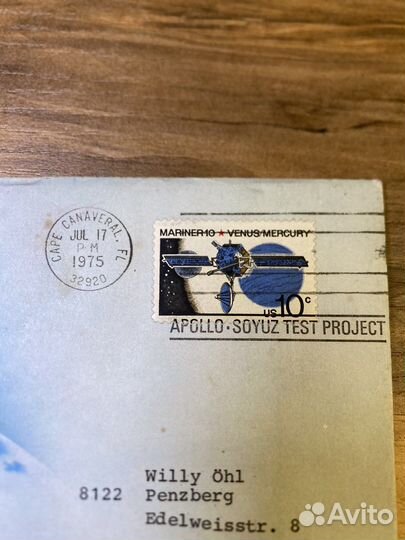 CAPE CANAVERAL, FL
JUL 17
PM
1975
32920
MARINER 10 ★ VENUS/MERCURY
US 10c
APOLLO · SOYUZ TEST PROJECT
Willy Öhl
8122 Penzberg
Edelweisstr. 8
Avito